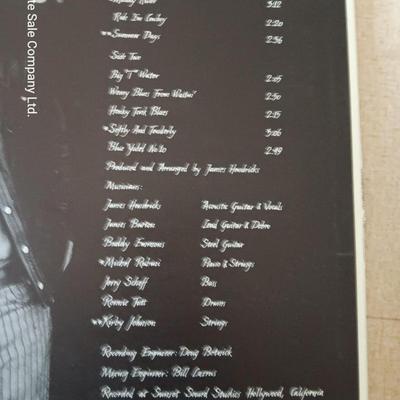 3:12
Ride 'Em Cowboy 2:20
**Summer Days 2:36
Side Two
Big "T" Water 2:05
Weary Blues From Waitin' 2:50
Honky Tonk Blues 2:15
*Softly And Tenderly 3:06
Blue Yodel No.10 2:49
Produced and Arranged by James Hendricks
Musicians:
James Hendricks Acoustic Guitar & Vocals
James Burton Lead Guitar & Dobro
Buddy Emmons Steel Guitar
*Michel Rubini Piano & Strings
Jerry Scheff Bass
Ronnie Tutt Drums
**Kirby Johnson Strings
Recording Engineer: Doug Botnick
Mixing Engineer: Bill Lazerus
Recorded at Sunset Sound Studios Hollywood, California
te Sale Company Ltd.